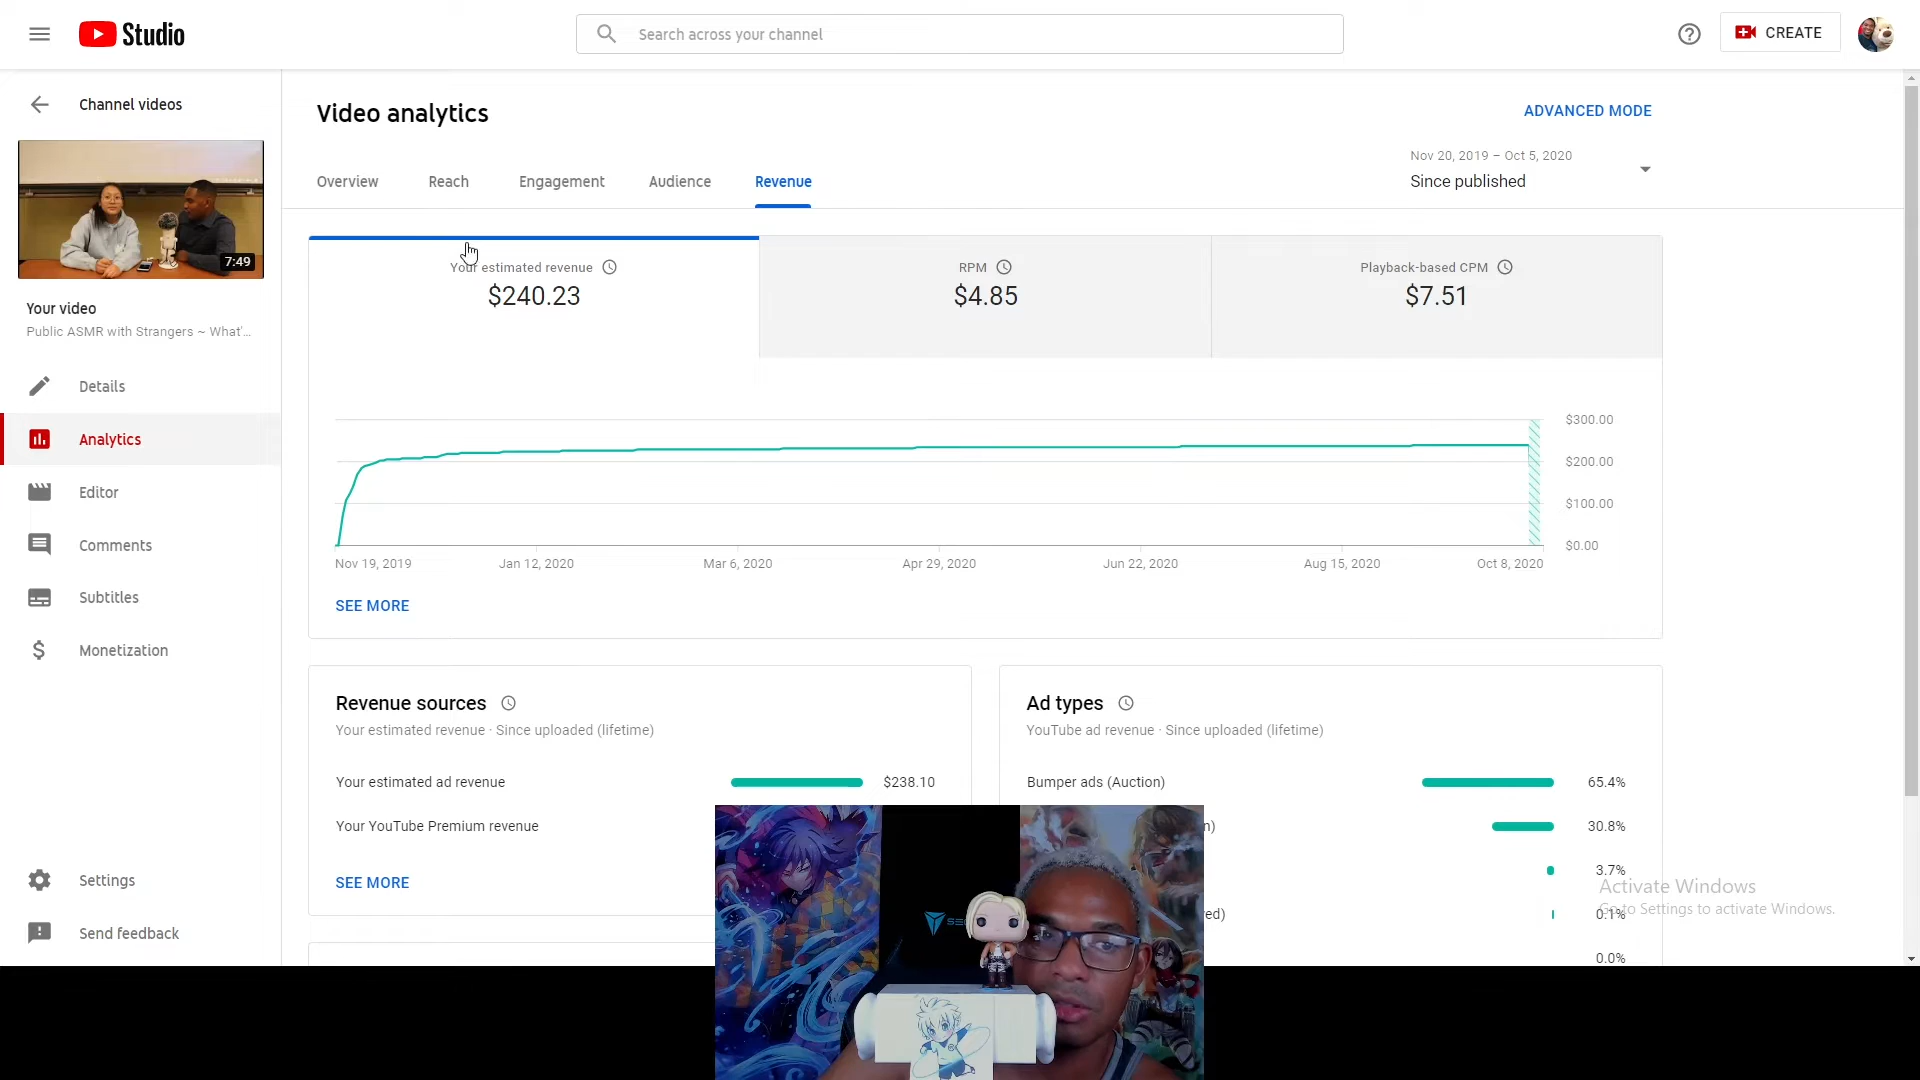 Studio
Search across your channel
CREATE
Channel videos
7:49
Your video
Public ASMR with Strangers ~ What'...
Details
Analytics
Editor
Comments
Subtitles
Monetization
Settings
Send feedback
Video analytics
ADVANCED MODE
Overview
Reach
Engagement
Audience
Revenue
Nov 20, 2019 – Oct 5, 2020
Since published
Your estimated revenue
$240.23
RPM
$4.85
Playback-based CPM
$7.51
$300.00
$200.00
$100.00
$0.00
Nov 19, 2019
Jan 12, 2020
Mar 6, 2020
Apr 29, 2020
Jun 22, 2020
Aug 15, 2020
Oct 8, 2020
SEE MORE
Revenue sources
Your estimated revenue · Since uploaded (lifetime)
Your estimated ad revenue
$238.10
Your YouTube Premium revenue
SEE MORE
Ad types
YouTube ad revenue · Since uploaded (lifetime)
Bumper ads (Auction)
65.4%
n)
30.8%
3.7%
ed)
0.1%
0.0%
Activate Windows
Go to Settings to activate Windows.